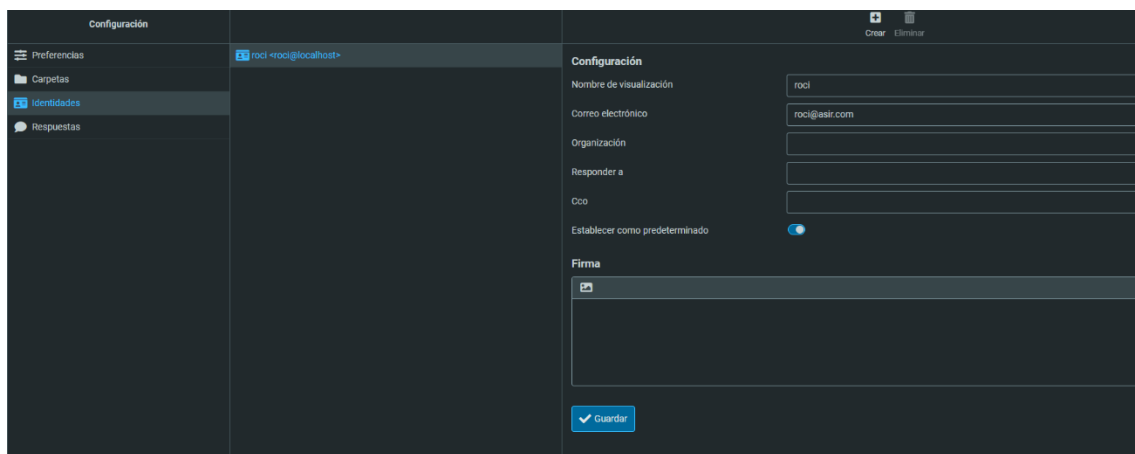 Configuración
Preferencias
Carpetas
Identidades
Respuestas
roci <roci@localhost>
Crear Eliminar
Configuración
Nombre de visualización roci
Correo electrónico roci@asir.com
Organización
Responder a
Cco
Establecer como predeterminado
Firma
Guardar